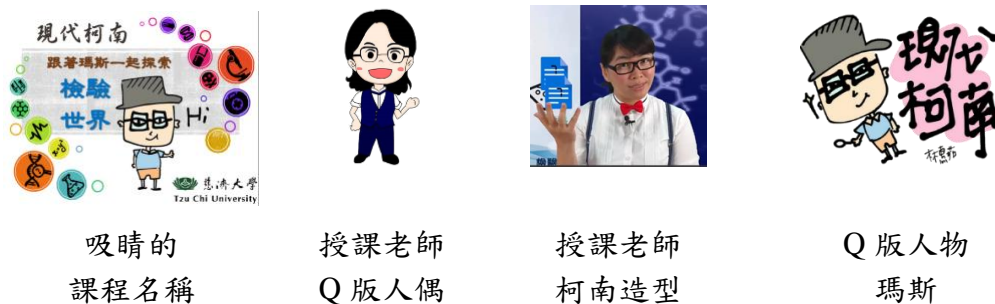 現代柯南
跟著瑪斯一起探索
檢驗
世界
Hi
慈濟大學
Tzu Chi University
檢驗
現代
柯南
吸睛的
課程名稱
授課老師
Q 版人偶
授課老師
柯南造型
Q 版人物
瑪斯